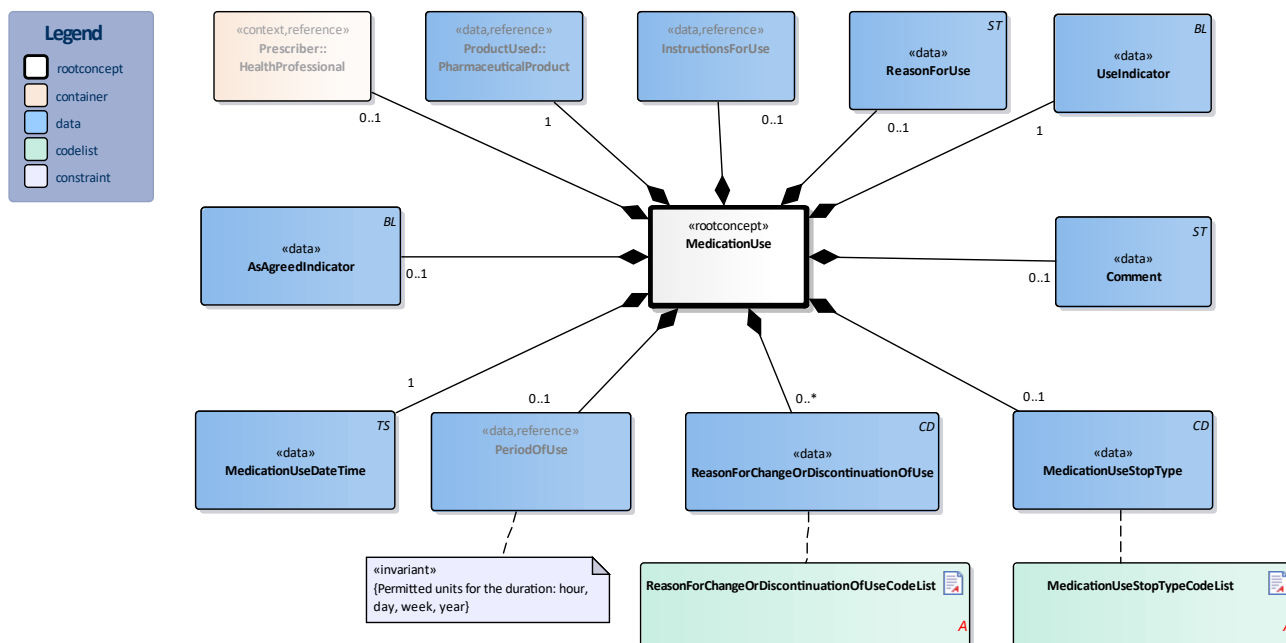 Legend
rootconcept
container
data
codelist
constraint
«context,reference»
Prescriber::
HealthProfessional
«data,reference»
ProductUsed::
PharmaceuticalProduct
«data,reference»
InstructionsForUse
ST
«data»
ReasonForUse
BL
«data»
UseIndicator
0..1
1
0..1
0..1
1
BL
«data»
AsAgreedIndicator
0..1
«rootconcept»
MedicationUse
ST
«data»
Comment
0..1
1
0..1
0..*
0..1
TS
«data»
MedicationUseDateTime
«data,reference»
PeriodOfUse
CD
«data»
ReasonForChangeOrDiscontinuationOfUse
CD
«data»
MedicationUseStopType
«invariant»
{Permitted units for the duration: hour,
day, week, year}
ReasonForChangeOrDiscontinuationOfUseCodeList
A
MedicationUseStopTypeCodeList
A